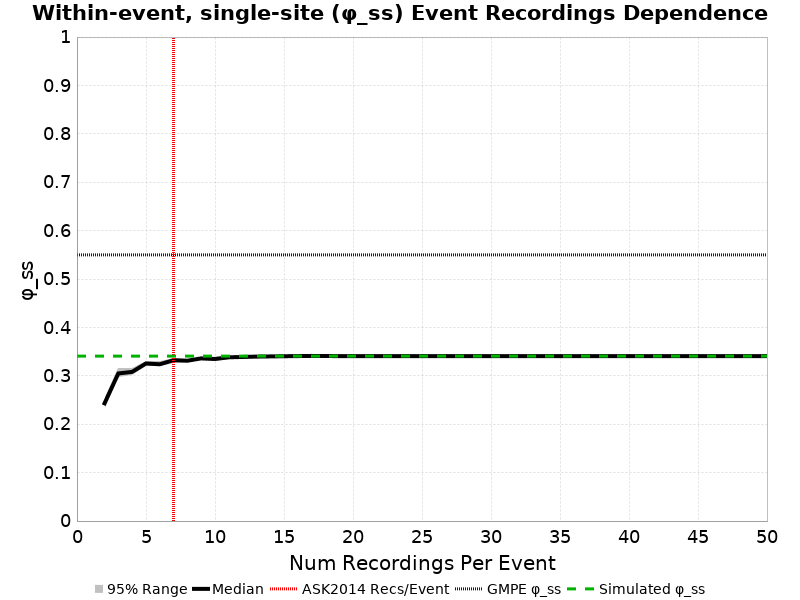 Within-event, single-site (φ_ss) Event Recordings Dependence
1
0.9
0.8
0.7
0.6
0.5
0.4
0.3
0.2
0.1
0
φ_ss
0 5 10 15 20 25 30 35 40 45 50
Num Recordings Per Event
95% Range Median ASK2014 Recs/Event GMPE φ_ss Simulated φ_ss